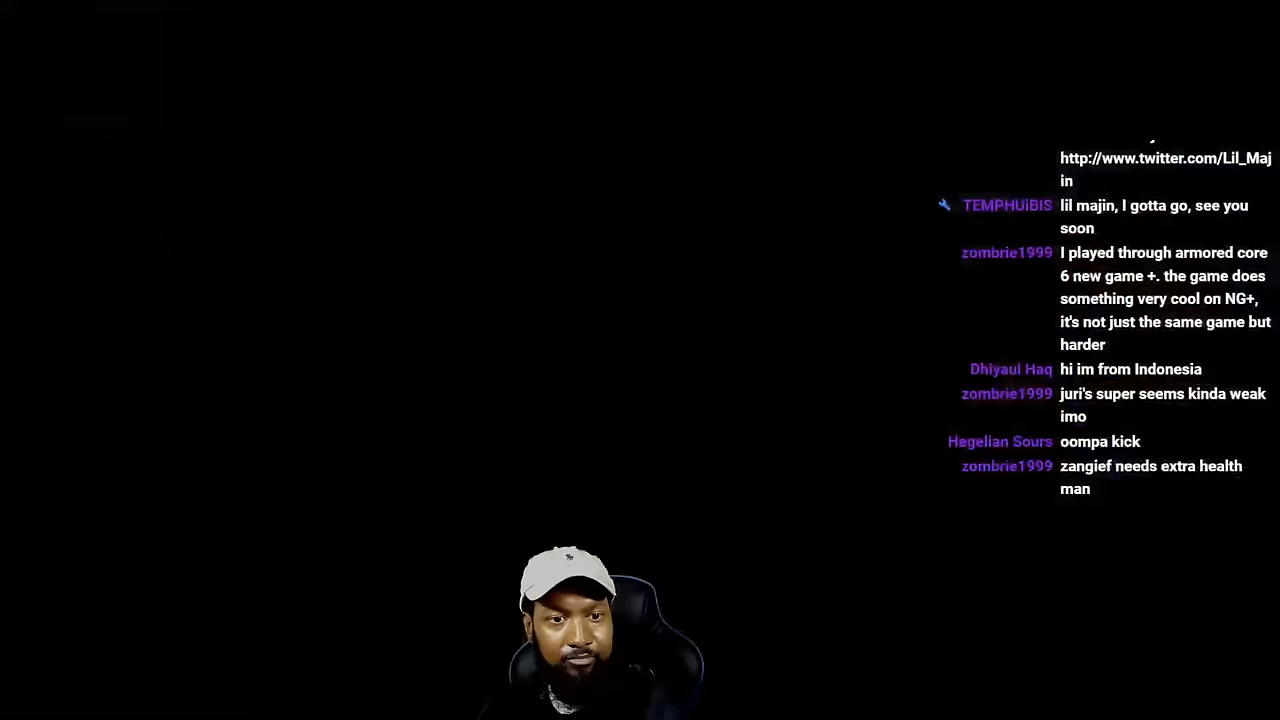 http://www.twitter.com/Lil_Maj
in
TEMPHUiBIS lil majin, I gotta go, see you
soon
zombrie1999 I played through armored core
6 new game +. the game does
something very cool on NG+,
it's not just the same game but
harder
Dhiyaul Haq hi im from Indonesia
zombrie1999 juri's super seems kinda weak
imo
Hegelian Sours oompa kick
zombrie1999 zangief needs extra health
man